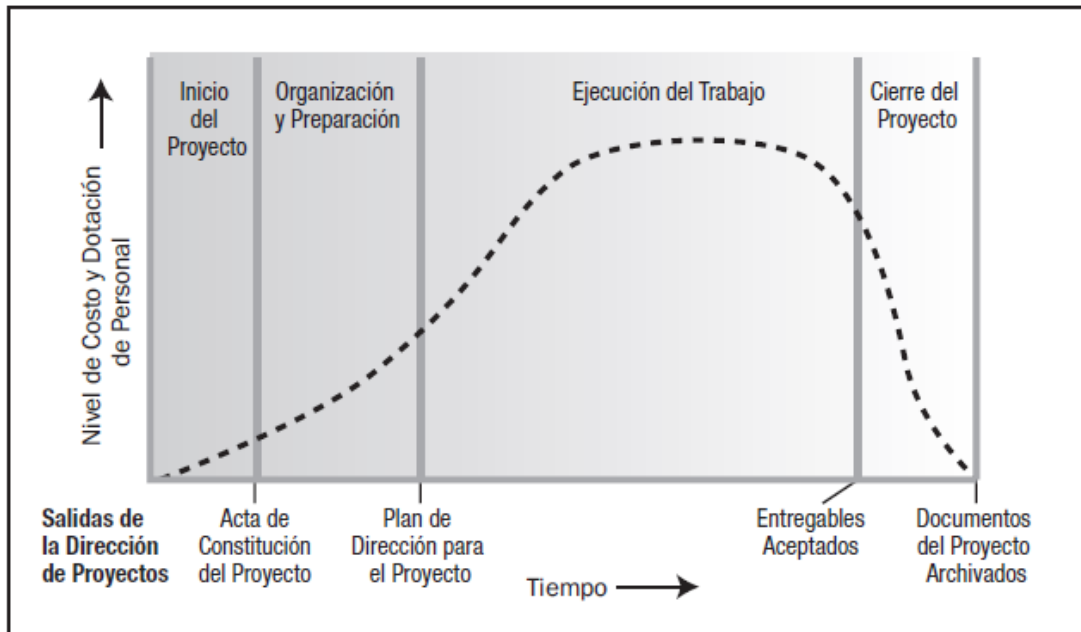 Inicio
del
Proyecto
Organización
y Preparación
Ejecución del Trabajo
Cierre del
Proyecto
Nivel de Costo y Dotación
de Personal
Salidas de
la Dirección
de Proyectos
Acta de
Constitución
del Proyecto
Plan de
Dirección para
el Proyecto
Entregables
Aceptados
Documentos
del Proyecto
Archivados
Tiempo